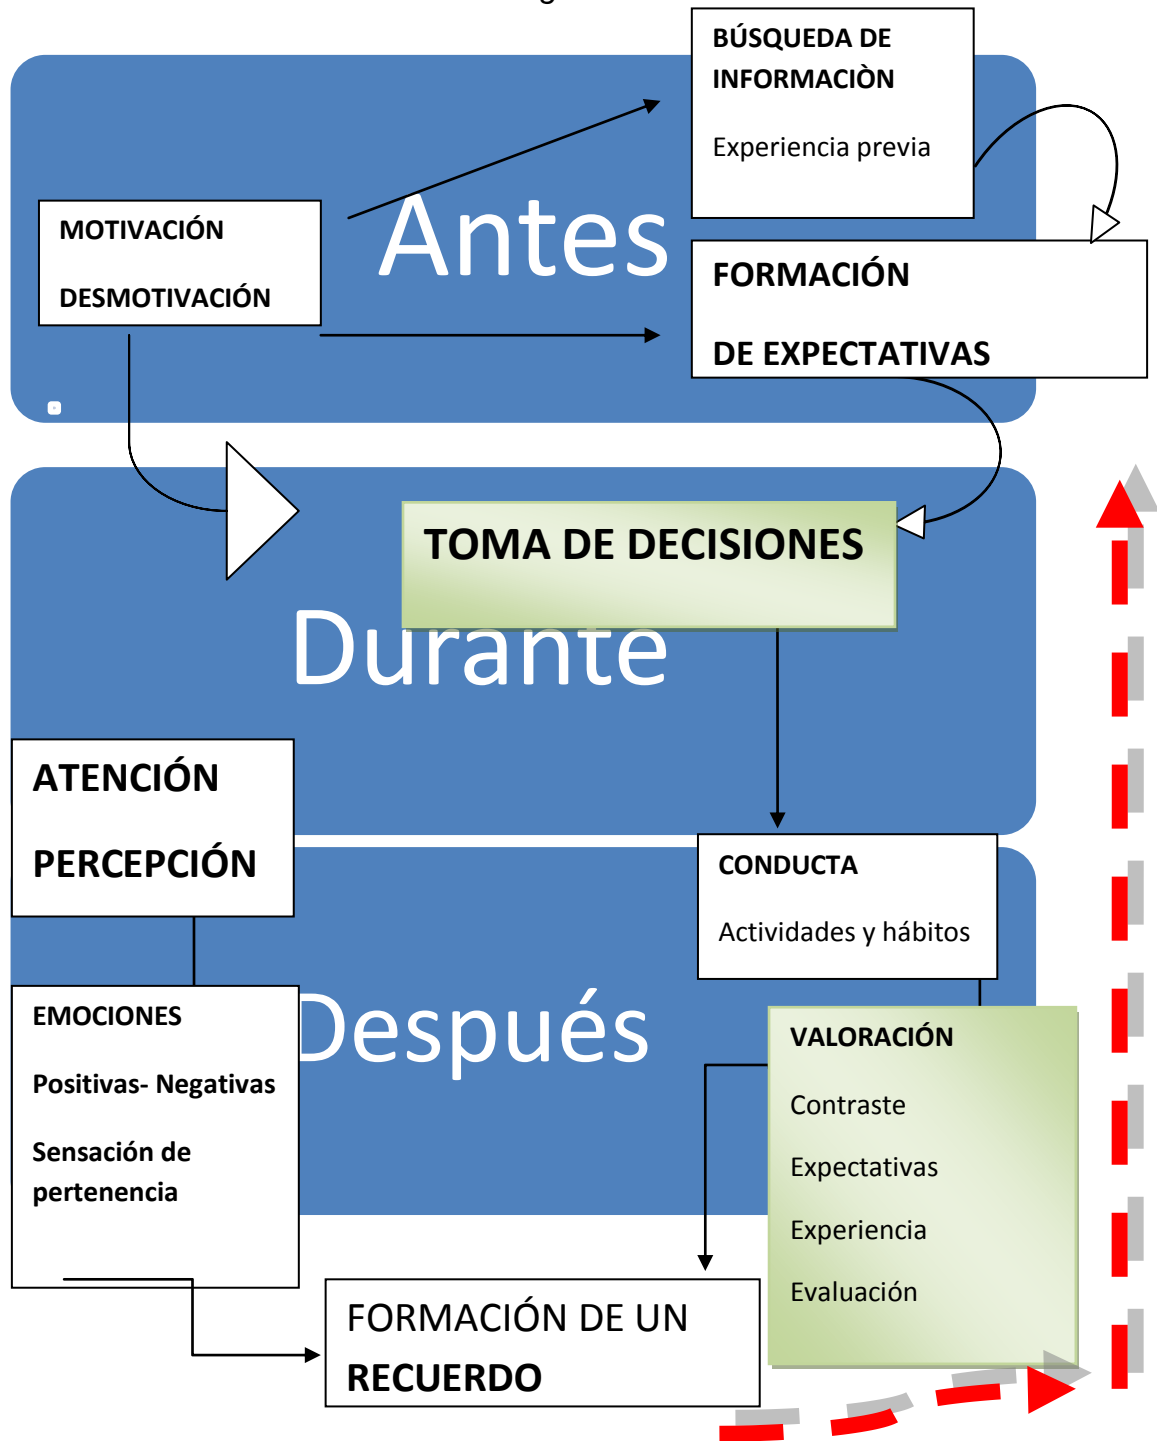 BÚSQUEDA DE
INFORMACIÒN
Experiencia previa
MOTIVACIÓN
DESMOTIVACIÓN
Antes
FORMACIÓN
DE EXPECTATIVAS
TOMA DE DECISIONES
Durante
ATENCIÓN
PERCEPCIÓN
CONDUCTA
Actividades y hábitos
EMOCIONES
Positivas- Negativas
Sensación de
pertenencia
Después
VALORACIÓN
Contraste
Expectativas
Experiencia
Evaluación
FORMACIÓN DE UN
RECUERDO